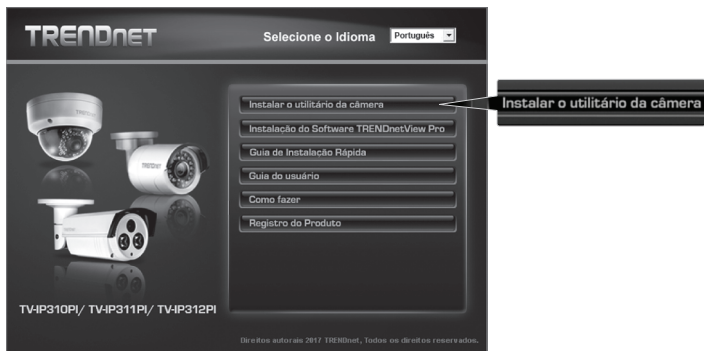 TRENDNET
Selecione o Idioma
Português
Instalar o utilitário da câmera
Instalar o utilitário da câmera
Instalação do Software TRENDnetView Pro
Guia de Instalação Rápida
Guia do usuário
Como fazer
Registro do Produto
TV-IP310PI/ TV-IP311PI/ TV-IP312PI
Direitos autorais 2017 TRENDnet, Todos os direitos reservados.